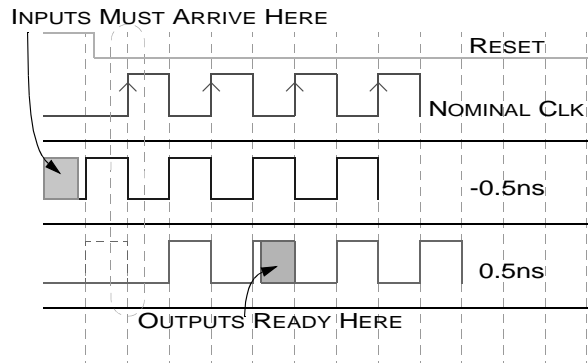 INPUTS MUST ARRIVE HERE
RESET
NOMINAL CLK
-0.5ns
0.5ns
OUTPUTS READY HERE